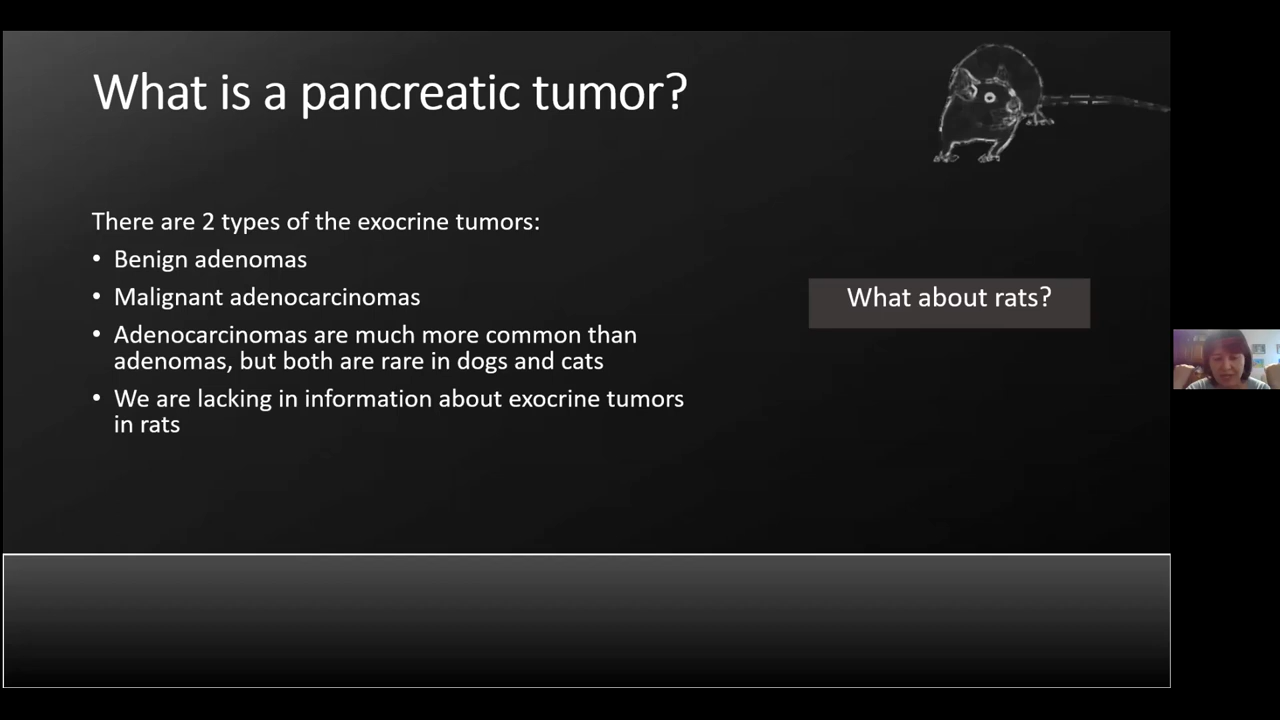 What is a pancreatic tumor?
There are 2 types of the exocrine tumors:
• Benign adenomas
• Malignant adenocarcinomas
• Adenocarcinomas are much more common than
adenomas, but both are rare in dogs and cats
• We are lacking in information about exocrine tumors
in rats
What about rats?